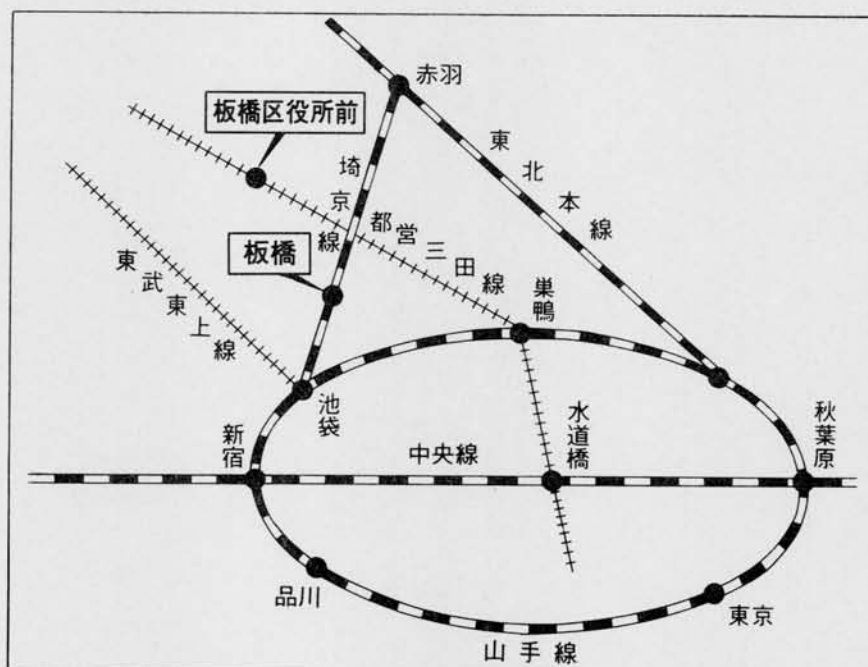 赤羽
板橋区役所前
埼京線
東北本線
都営三田線
板橋
東武東上線
巣鴨
池袋
水道橋
秋葉原
新宿
中央線
品川
東京
山手線